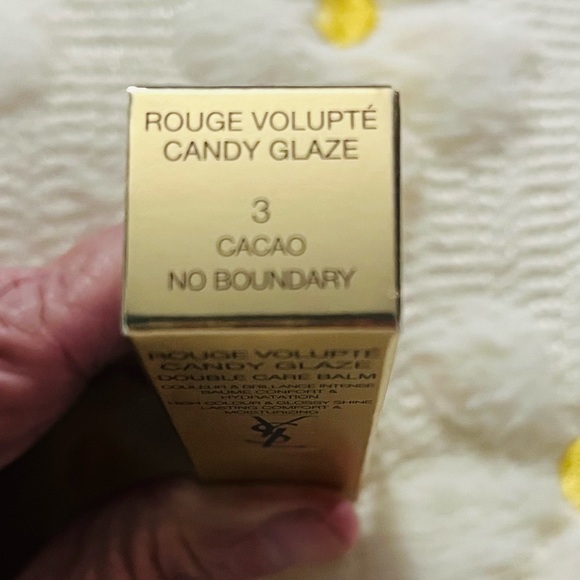 ROUGE VOLUPTÉ
CANDY GLAZE
3
CACAO
NO BOUNDARY
ROUGE VOLUPTÉ
CANDY GLAZE
DOUBLE CARE BALM
COULEUR & BRILLANCE INTENSE
BAUME CONFORT &
HYDRATATION
HIGH COLOUR & GLOSSY SHINE
LASTING COMFORT &
MOISTURIZING
YSL